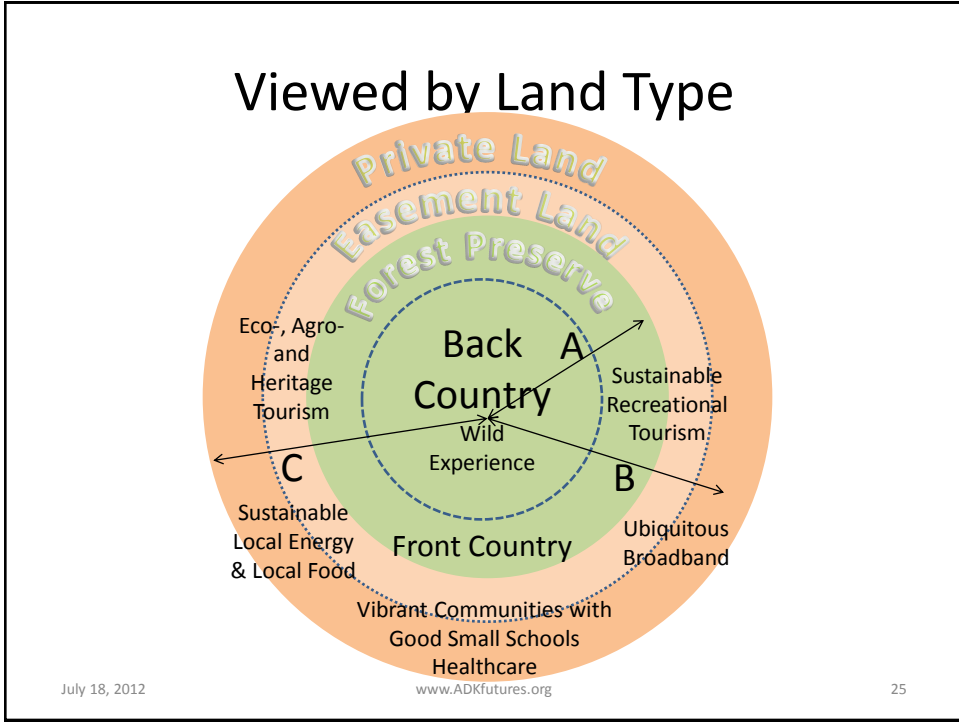 Viewed by Land Type
Private Land
Easement Land
Forest Preserve
Eco-, Agro-
and
Heritage
Tourism
Back
Country
A
Wild
Experience
Sustainable
Recreational
Tourism
C
B
Sustainable
Local Energy
& Local Food
Front Country
Ubiquitous
Broadband
Vibrant Communities with
Good Small Schools
Healthcare
July 18, 2012
www.ADKfutures.org
25